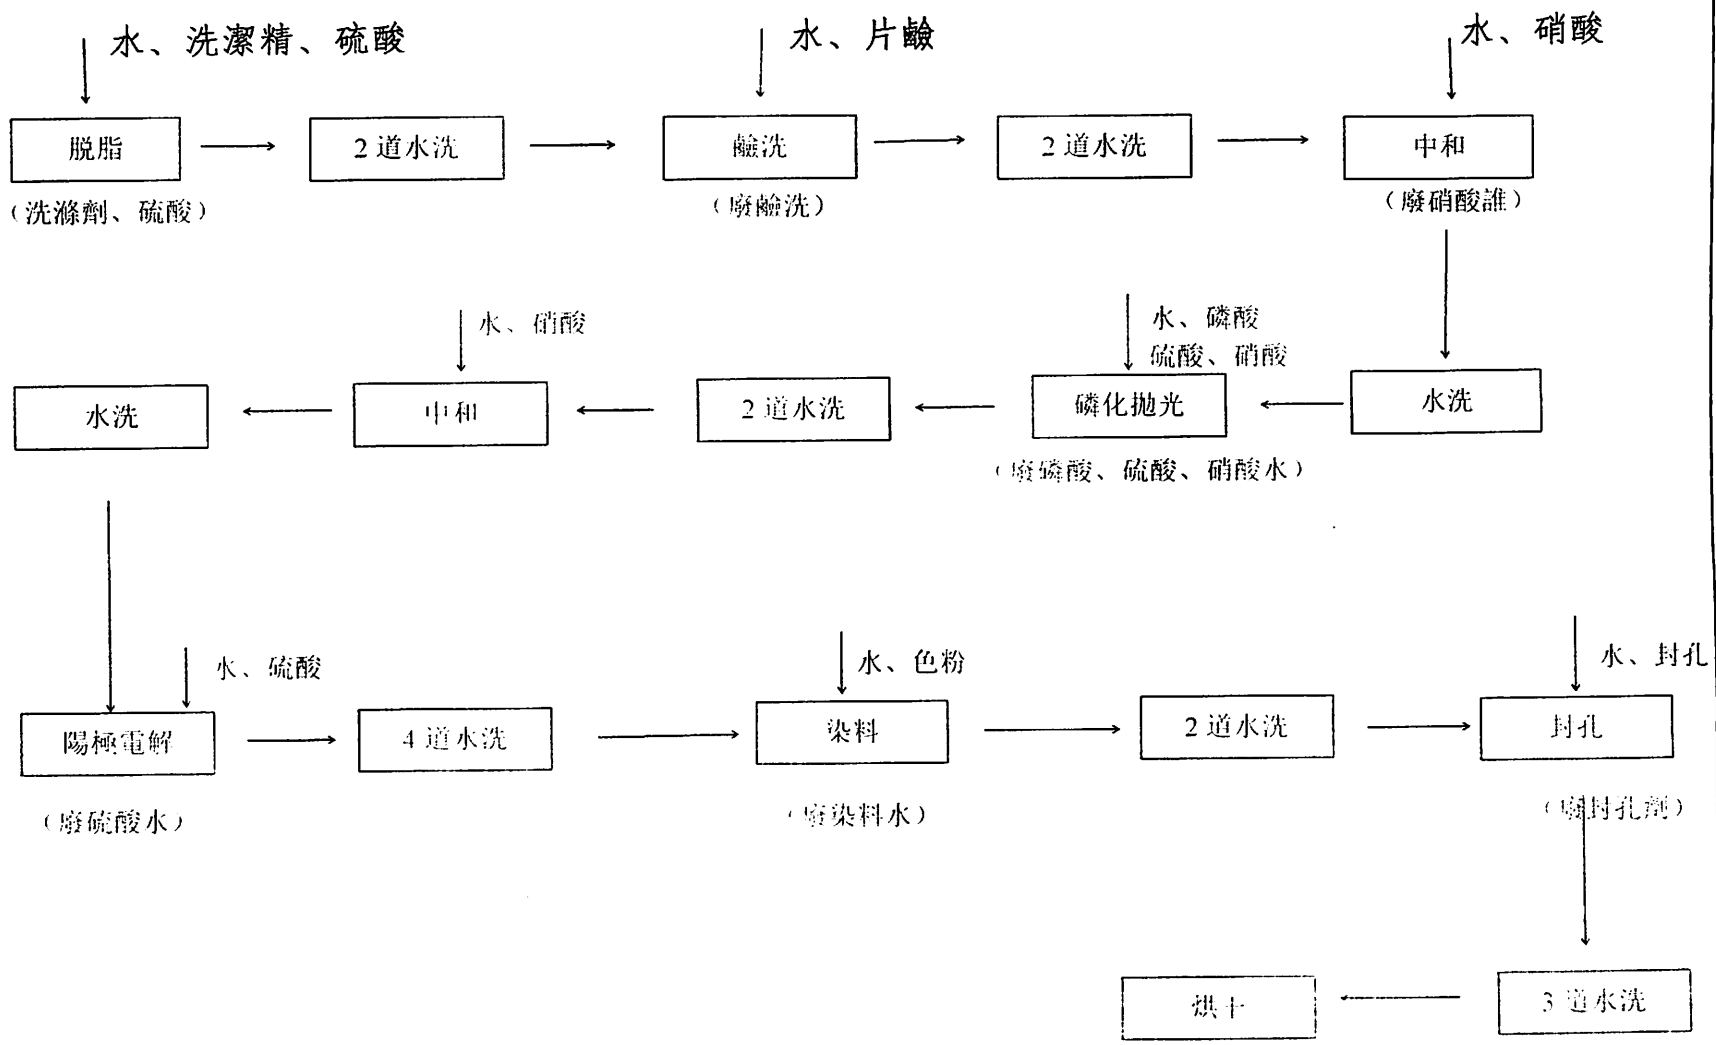 水、洗潔精、硫酸
水、片鹼
水、硝酸
脱脂
2道水洗
鹼洗
2道水洗
中和
（洗滌劑、硫酸）
（廢鹼洗）
（廢硝酸誰）
水、硝酸
水、磷酸
硫酸、硝酸
水洗
中和
2道水洗
磷化拋光
水洗
（廢磷酸、硫酸、硝酸水）
水、硫酸
水、色粉
水、封孔
陽極電解
4道水洗
染料
2道水洗
封孔
（廢硫酸水）
（廢染料水）
（廢封孔劑）
烘干
3道水洗